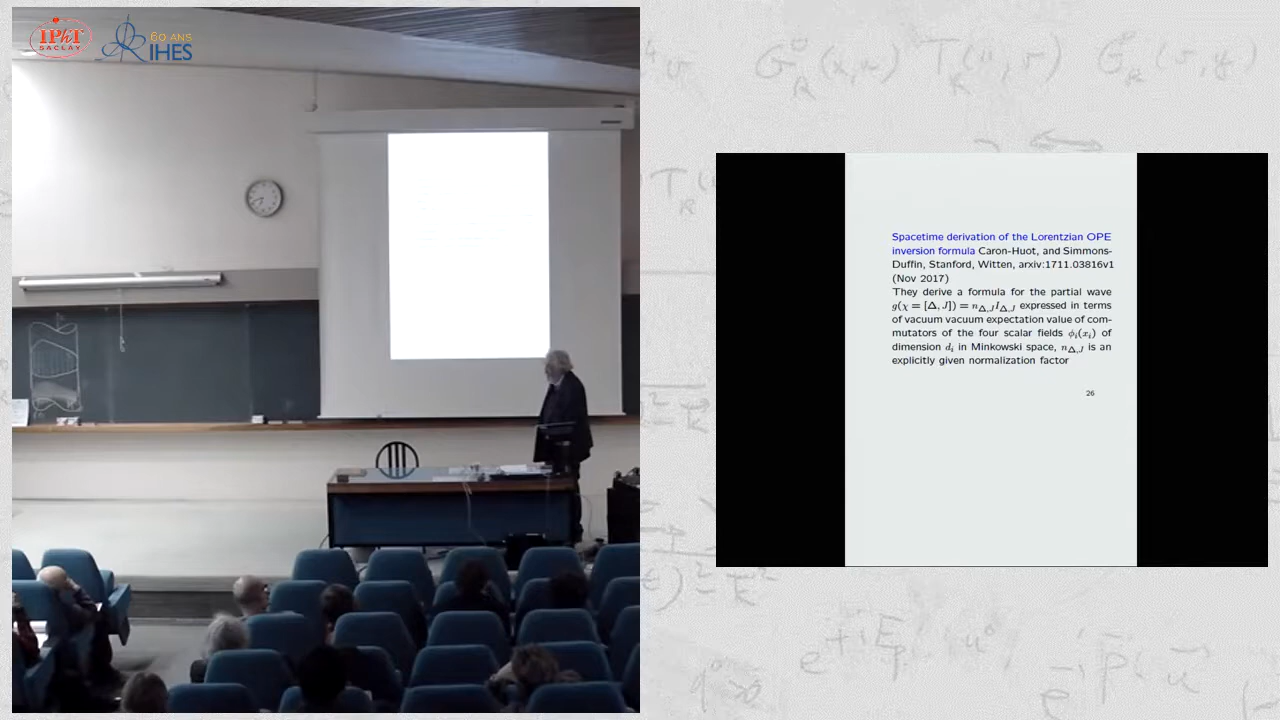 IPhT
SACLAY
60 ANS
IHES
Spacetime derivation of the Lorentzian OPE
inversion formula Caron-Huot, and Simmons-
Duffin, Stanford, Witten, arxiv:1711.03816v1
(Nov 2017)
They derive a formula for the partial wave
g(χ = [Δ, J]) = n_{Δ,J} I_{Δ,J} expressed in terms
of vacuum vacuum expectation value of com-
mutators of the four scalar fields ϕ_i(x_i) of
dimension d_i in Minkowski space, n_{Δ,J} is an
explicitly given normalization factor
26